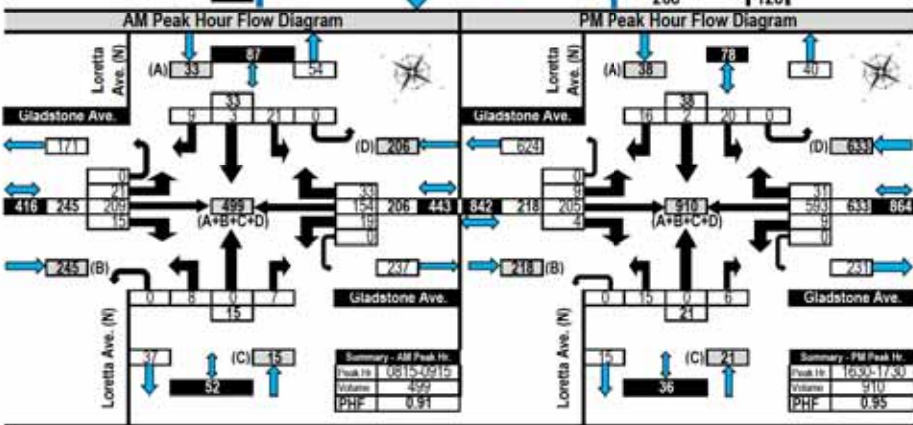 AM Peak Hour Flow Diagram
Loretta Ave. (N)
(A) 33 87 54
33
9 3 21 0
Gladstone Ave.
171
(D) 206
0
21
416 245 209
15
499
(A+B+C+D)
33
154 206 443
19
0
245 (B)
237
0 8 0 7
15
Gladstone Ave.
Loretta Ave. (N)
37
(C) 15
52
Summary - AM Peak Hr.
Peak Hr. 0815-0915
Volume 499
PHF 0.91
PM Peak Hour Flow Diagram
Loretta Ave. (N)
(A) 38 78 40
38
16 2 20 0
Gladstone Ave.
624
(D) 633
0
9
842 218 205
4
910
(A+B+C+D)
31
593 633 864
9
0
218 (B)
231
0 15 0 6
21
Gladstone Ave.
Loretta Ave. (N)
15
(C) 21
36
Summary - PM Peak Hr.
Peak Hr. 1630-1730
Volume 910
PHF 0.95